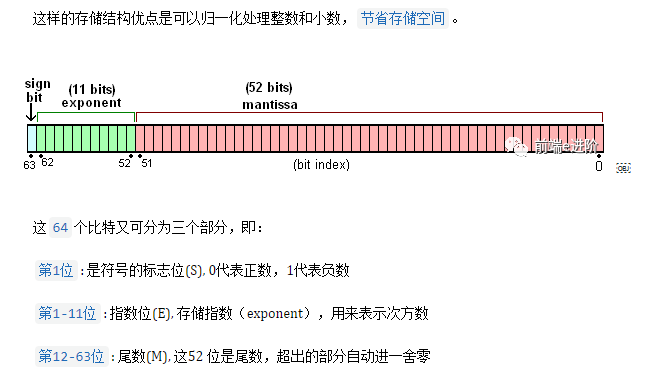 这样的存储结构优点是可以归一化处理整数和小数，节省存储空间。
sign bit
(11 bits)
exponent
(52 bits)
mantissa
63 62 52 51 (bit index) 0
前端e进阶
这64个比特又可分为三个部分，即：
第1位：是符号的标志位(S), 0代表正数，1代表负数
第1-11位：指数位(E), 存储指数（exponent），用来表示次方数
第12-63位：尾数(M), 这52 位是尾数，超出的部分自动进一舍零